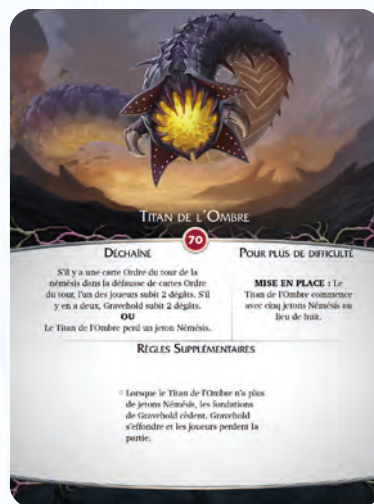 TITAN DE L'OMBRE
70
DÉCHAÎNÉ
S'il y a une carte Ordre du tour de la
némésis dans la défausse de cartes Ordre
du tour, l'un des joueurs subit 2 dégâts. S'il
y en a deux, Gravehold subit 2 dégâts.
OU
Le Titan de l'Ombre perd un jeton Némésis.
POUR PLUS DE DIFFICULTÉ
MISE EN PLACE : Le
Titan de l'Ombre commence
avec cinq jetons Némésis au
lieu de huit.
RÈGLES SUPPLÉMENTAIRES
Lorsque le Titan de l'Ombre n'a plus
de jetons Némésis, les fondations
de Gravehold cèdent. Gravehold
s'effondre et les joueurs perdent la
partie.